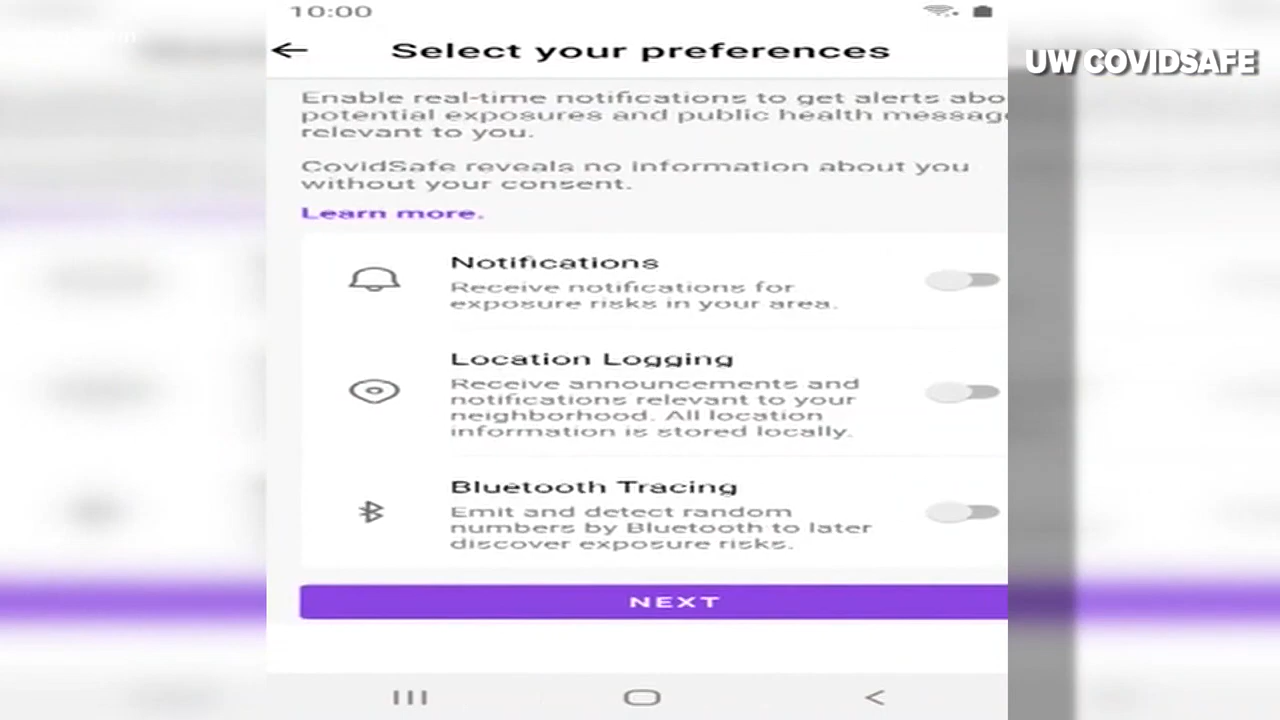 10:00
Select your preferences
UW COVIDSAFE
Enable real-time notifications to get alerts abo
potential exposures and public health messag
relevant to you.
CovidSafe reveals no information about you
without your consent.
Learn more.
Notifications
Receive notifications for
exposure risks in your area.
Location Logging
Receive announcements and
notifications relevant to your
neighborhood. All location
information is stored locally.
Bluetooth Tracing
Emit and detect random
numbers by Bluetooth to later
discover exposure risks.
NEXT